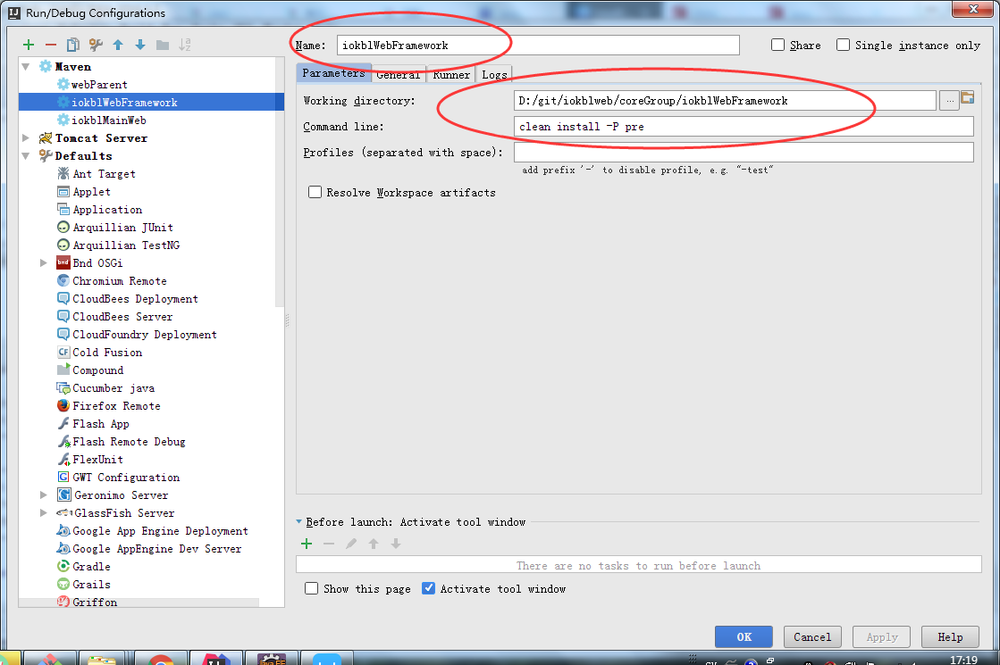 Run/Debug Configurations
Name: iokblWebFramework
Share
Single instance only
Maven
webParent
iokblWebFramework
iokblMainWeb
Tomcat Server
Defaults
Ant Target
Applet
Application
Arquillian JUnit
Arquillian TestNG
Bnd OSGi
Chromium Remote
CloudBees Deployment
CloudBees Server
CloudFoundry Deployment
Cold Fusion
Compound
Cucumber java
Firefox Remote
Flash App
Flash Remote Debug
FlexUnit
GWT Configuration
Geronimo Server
GlassFish Server
Google App Engine Deployment
Google AppEngine Dev Server
Gradle
Grails
Griffon
Parameters General Runner Logs
Working directory: D:/git/iokblweb/coreGroup/iokblWebFramework ...
Command line: clean install -P pre
Profiles (separated with space):
add prefix '-' to disable profile, e.g. "-test"
Resolve Workspace artifacts
Before launch: Activate tool window
There are no tasks to run before launch
Show this page
Activate tool window
OK Cancel Apply Help
17:19